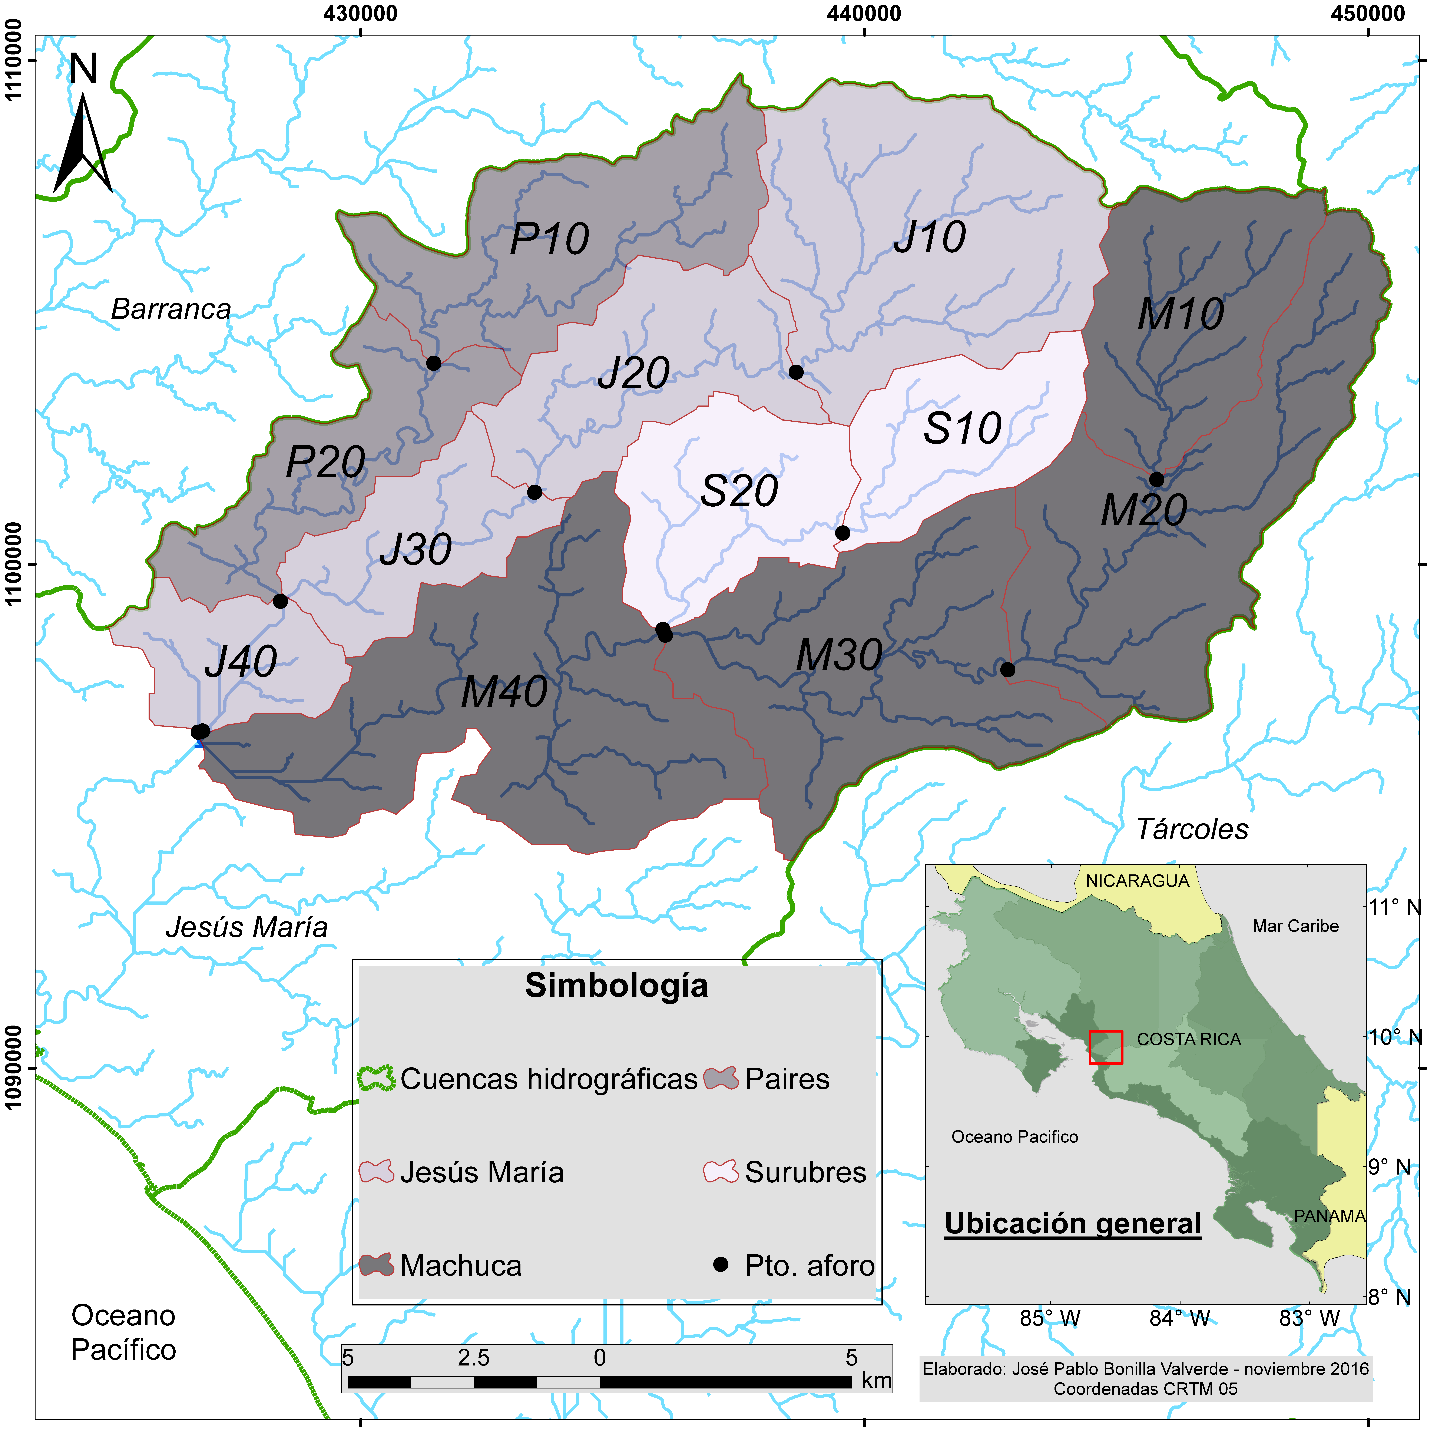 430000
440000
450000
1110000
N
P10
J10
Barranca
M10
J20
S10
P20
S20
M20
J30
1100000
J40
M30
M40
Tárcoles
Jesús María
NICARAGUA
11° N
Mar Caribe
Simbología
COSTA RICA
10° N
1090000
Cuencas hidrográficas
Paires
Oceano Pacifico
Jesús María
Surubres
9° N
Ubicación general
PANAMA
Machuca
Pto. aforo
8° N
85° W
84° W
83° W
Oceano
Pacífico
5
2.5
0
5
km
Elaborado: José Pablo Bonilla Valverde - noviembre 2016
Coordenadas CRTM 05